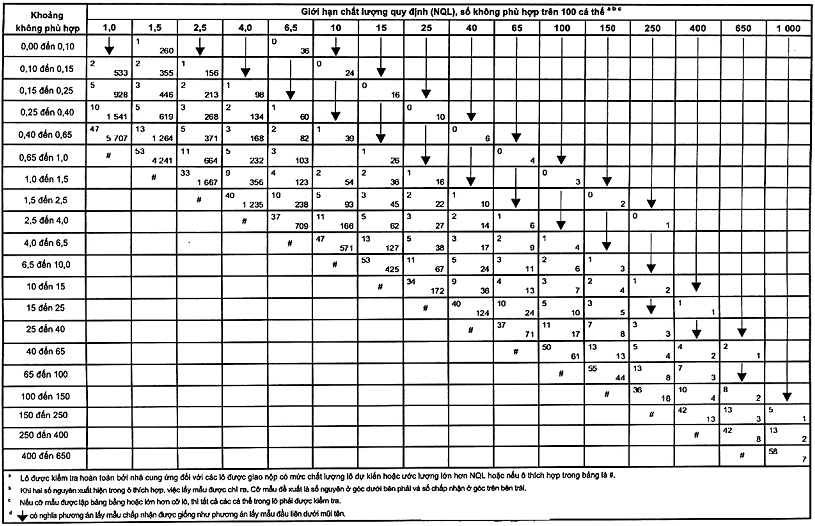 Khoảng không phù hợp
Giới hạn chất lượng quy định (NQL), số không phù hợp trên 100 cá thể a b c
1,0 1,5 2,5 4,0 6,5 10 15 25 40 65 100 150 250 400 650 1 000
0,00 đến 0,10 ↓ 1 260 ↓ 0 36 ↓
0,10 đến 0,15 2 533 2 355 1 156 ↓ 0 24 ↓
0,15 đến 0,25 5 928 3 446 2 213 1 98 ↓ 0 16 ↓
0,25 đến 0,40 10 1 541 5 619 3 268 2 134 1 60 ↓ 0 10 ↓
0,40 đến 0,65 47 5 707 13 1 264 5 371 3 168 2 82 1 39 ↓ 0 6 ↓
0,65 đến 1,0 # 53 4 241 11 664 5 232 3 103 1 26 ↓ 0 4 ↓
1,0 đến 1,5 # 33 1 667 9 356 4 123 2 54 2 36 1 16 ↓ 0 3 ↓
1,5 đến 2,5 # 40 1 235 10 238 5 93 3 45 2 22 1 10 ↓ 0 2 ↓
2,5 đến 4,0 # 37 709 11 166 5 62 3 27 2 14 1 6 ↓ 0 1
4,0 đến 6,5 # 47 571 13 127 5 38 3 17 2 9 1 4 ↓
6,5 đến 10,0 # 53 425 11 67 5 24 3 11 2 6 1 3 ↓
10 đến 15 # 34 172 9 36 4 13 3 7 2 4 1 2 ↓
15 đến 25 # 40 124 10 24 5 10 3 5 ↓ 1 1
25 đến 40 # 37 71 11 17 7 8 3 3 ↓ ↓
40 đến 65 # 50 61 13 13 5 4 4 2 2 1
65 đến 100 # 55 44 13 8 7 3 ↓
100 đến 150 # 36 18 10 4 8 2 ↓
150 đến 250 # 42 13 13 3 5 1
250 đến 400 # 42 8 13 2
400 đến 650 # 58 7
a Lô được kiểm tra hoàn toàn bởi nhà cung ứng đối với các lô được giao nộp có mức chất lượng lô dự kiến hoặc ước lượng lớn hơn NQL hoặc nếu ô thích hợp trong bảng là #.
b Khi hai số nguyên xuất hiện trong ô thích hợp, việc lấy mẫu được chỉ ra. Cỡ mẫu đề xuất là số nguyên ở góc dưới bên phải và số chấp nhận ở góc trên bên trái.
c Nếu cỡ mẫu được lập bảng bằng hoặc lớn hơn cỡ lô, thì tất cả các cá thể trong lô phải được kiểm tra.
d ↓ có nghĩa phương án lấy mẫu chấp nhận được giống như phương án lấy mẫu đầu tiên dưới mũi tên.